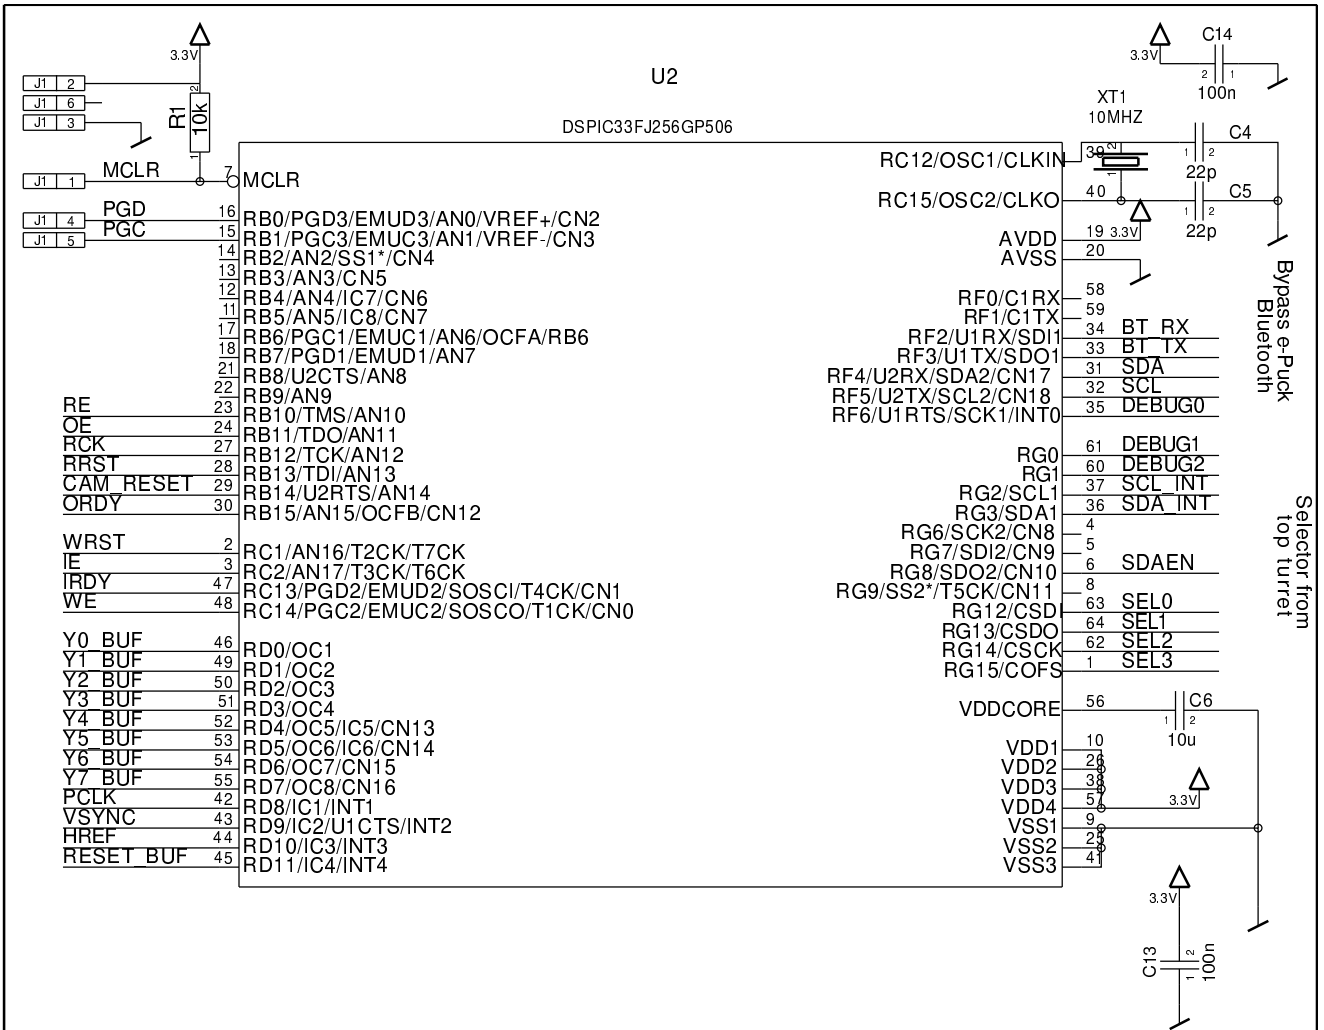 3.3V
J1 2
J1 6
J1 3
R1 10k
2
1
J1 1 MCLR 7 MCLR
J1 4 PGD 16 RB0/PGD3/EMUD3/AN0/VREF+/CN2
J1 5 PGC 15 RB1/PGC3/EMUC3/AN1/VREF-/CN3
14 RB2/AN2/SS1*/CN4
13 RB3/AN3/CN5
12 RB4/AN4/IC7/CN6
11 RB5/AN5/IC8/CN7
17 RB6/PGC1/EMUC1/AN6/OCFA/RB6
18 RB7/PGD1/EMUD1/AN7
21 RB8/U2CTS/AN8
22 RB9/AN9
RE 23 RB10/TMS/AN10
OE 24 RB11/TDO/AN11
RCK 27 RB12/TCK/AN12
RRST 28 RB13/TDI/AN13
CAM_RESET 29 RB14/U2RTS/AN14
ORDY 30 RB15/AN15/OCFB/CN12
WRST 2 RC1/AN16/T2CK/T7CK
IE 3 RC2/AN17/T3CK/T6CK
IRDY 47 RC13/PGD2/EMUD2/SOSCI/T4CK/CN1
WE 48 RC14/PGC2/EMUC2/SOSCO/T1CK/CN0
Y0_BUF 46 RD0/OC1
Y1_BUF 49 RD1/OC2
Y2_BUF 50 RD2/OC3
Y3_BUF 51 RD3/OC4
Y4_BUF 52 RD4/OC5/IC5/CN13
Y5_BUF 53 RD5/OC6/IC6/CN14
Y6_BUF 54 RD6/OC7/CN15
Y7_BUF 55 RD7/OC8/CN16
PCLK 42 RD8/IC1/INT1
VSYNC 43 RD9/IC2/U1CTS/INT2
HREF 44 RD10/IC3/INT3
RESET_BUF 45 RD11/IC4/INT4
U2
DSPIC33FJ256GP506
3.3V
C14
2 1
100n
XT1
10MHZ
2
1
RC12/OSC1/CLKIN 39
C4
1 2
22p
RC15/OSC2/CLKO 40
C5
1 2
22p
AVDD 19 3.3V
AVSS 20
RF0/C1RX 58
RF1/C1TX 59
RF2/U1RX/SDI1 34 BT_RX
RF3/U1TX/SDO1 33 BT_TX
RF4/U2RX/SDA2/CN17 31 SDA
RF5/U2TX/SCL2/CN18 32 SCL
RF6/U1RTS/SCK1/INT0 35 DEBUG0
Bypass e-Puck
Bluetooth
RG0 61 DEBUG1
RG1 60 DEBUG2
RG2/SCL1 37 SCL_INT
RG3/SDA1 36 SDA_INT
RG6/SCK2/CN8 4
RG7/SDI2/CN9 5
RG8/SDO2/CN10 6 SDAEN
RG9/SS2*/T5CK/CN11 8
RG12/CSDI 63 SEL0
RG13/CSDO 64 SEL1
RG14/CSCK 62 SEL2
RG15/COFS 1 SEL3
Selector from
top turret
VDDCORE 56
C6
1 2
10u
VDD1 10
VDD2 26
VDD3 38
VDD4 57
3.3V
VSS1 9
VSS2 25
VSS3 41
3.3V
C13
2
1
100n